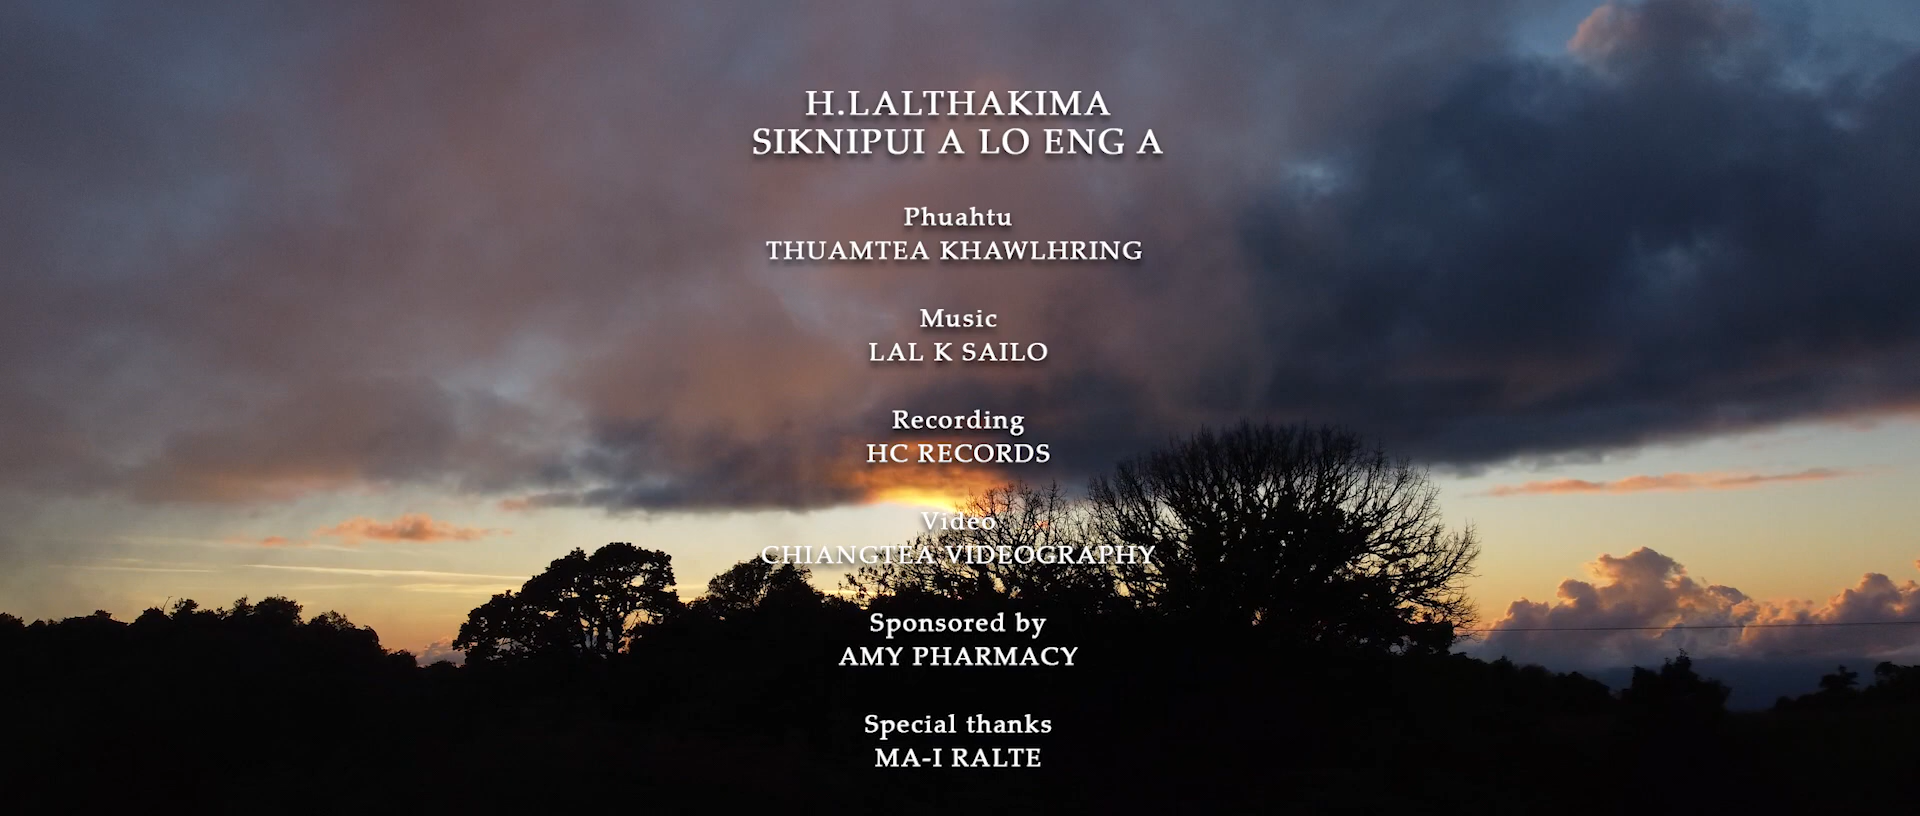 H.LALTHAKIMA
SIKNIPUI A LO ENG A
Phuahtu
THUAMTEA KHAWLHRING
Music
LAL K SAILO
Recording
HC RECORDS
Video
CHIANGTEA VIDEOGRAPHY
Sponsored by
AMY PHARMACY
Special thanks
MA-I RALTE